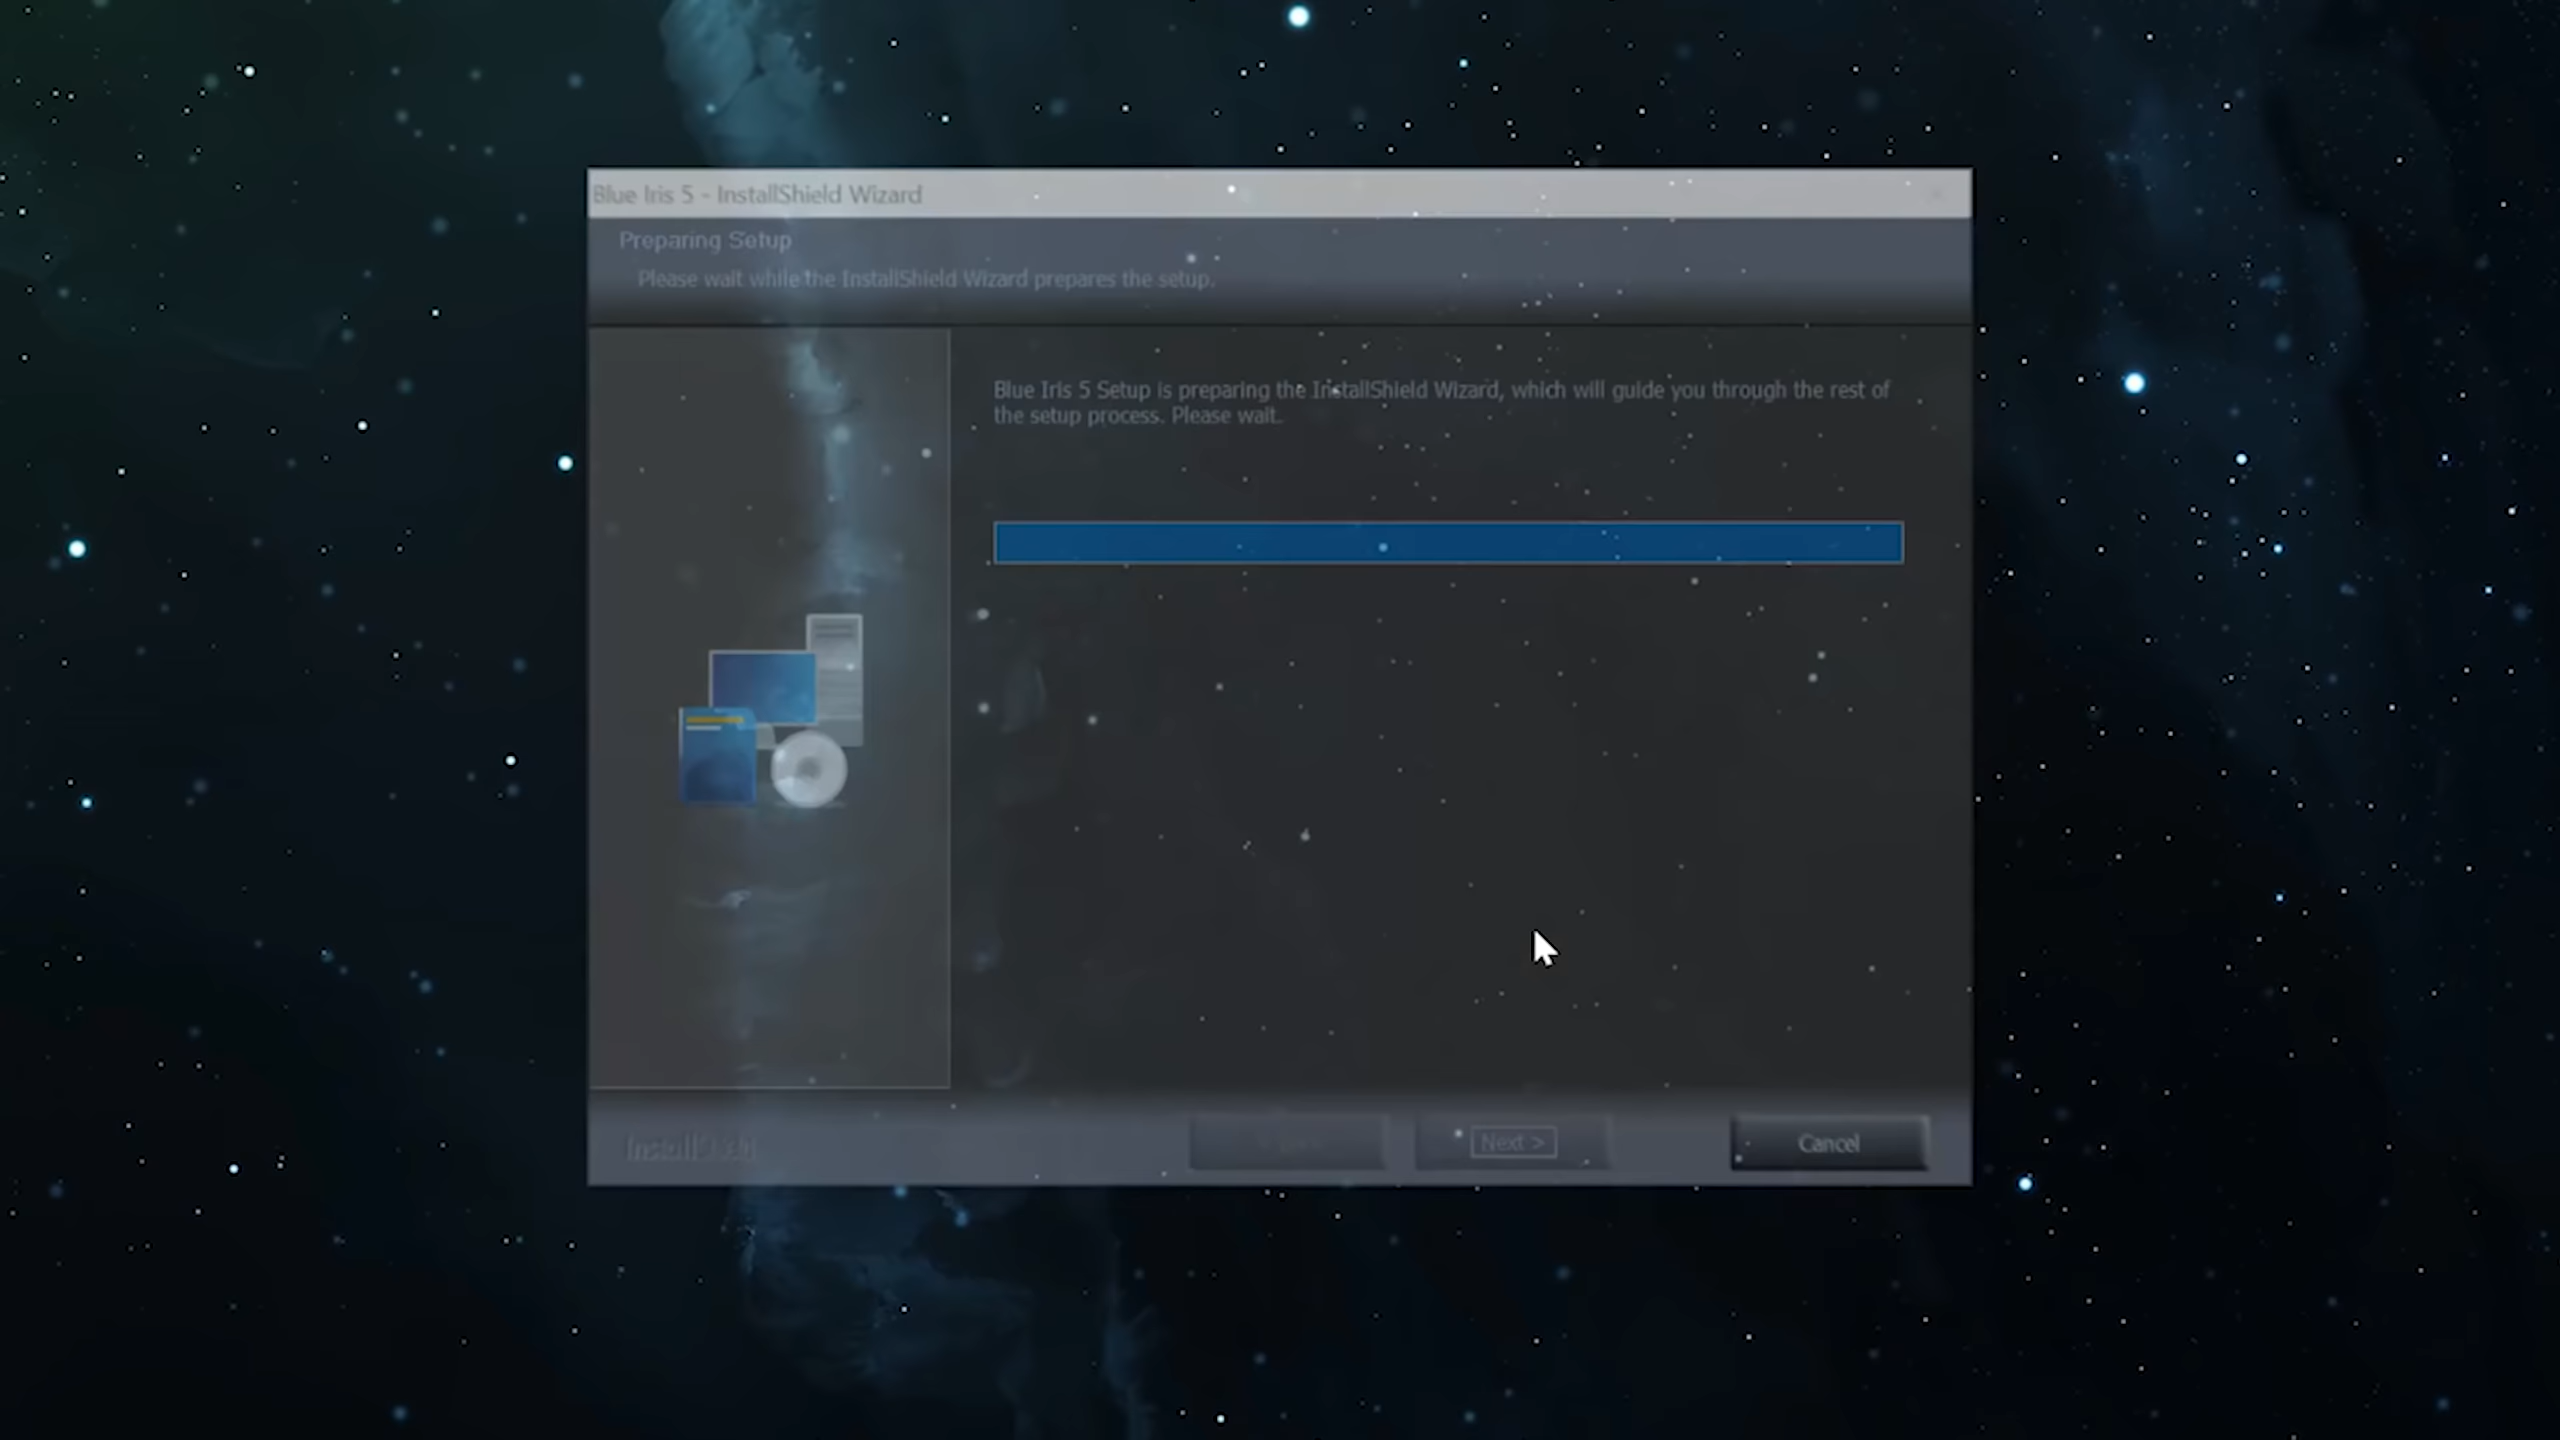 Blue Iris 5 - InstallShield Wizard
Preparing Setup
Please wait while the InstallShield Wizard prepares the setup.
Blue Iris 5 Setup is preparing the InstallShield Wizard, which will guide you through the rest of
the setup process. Please wait.
InstallShield
Next >
Cancel